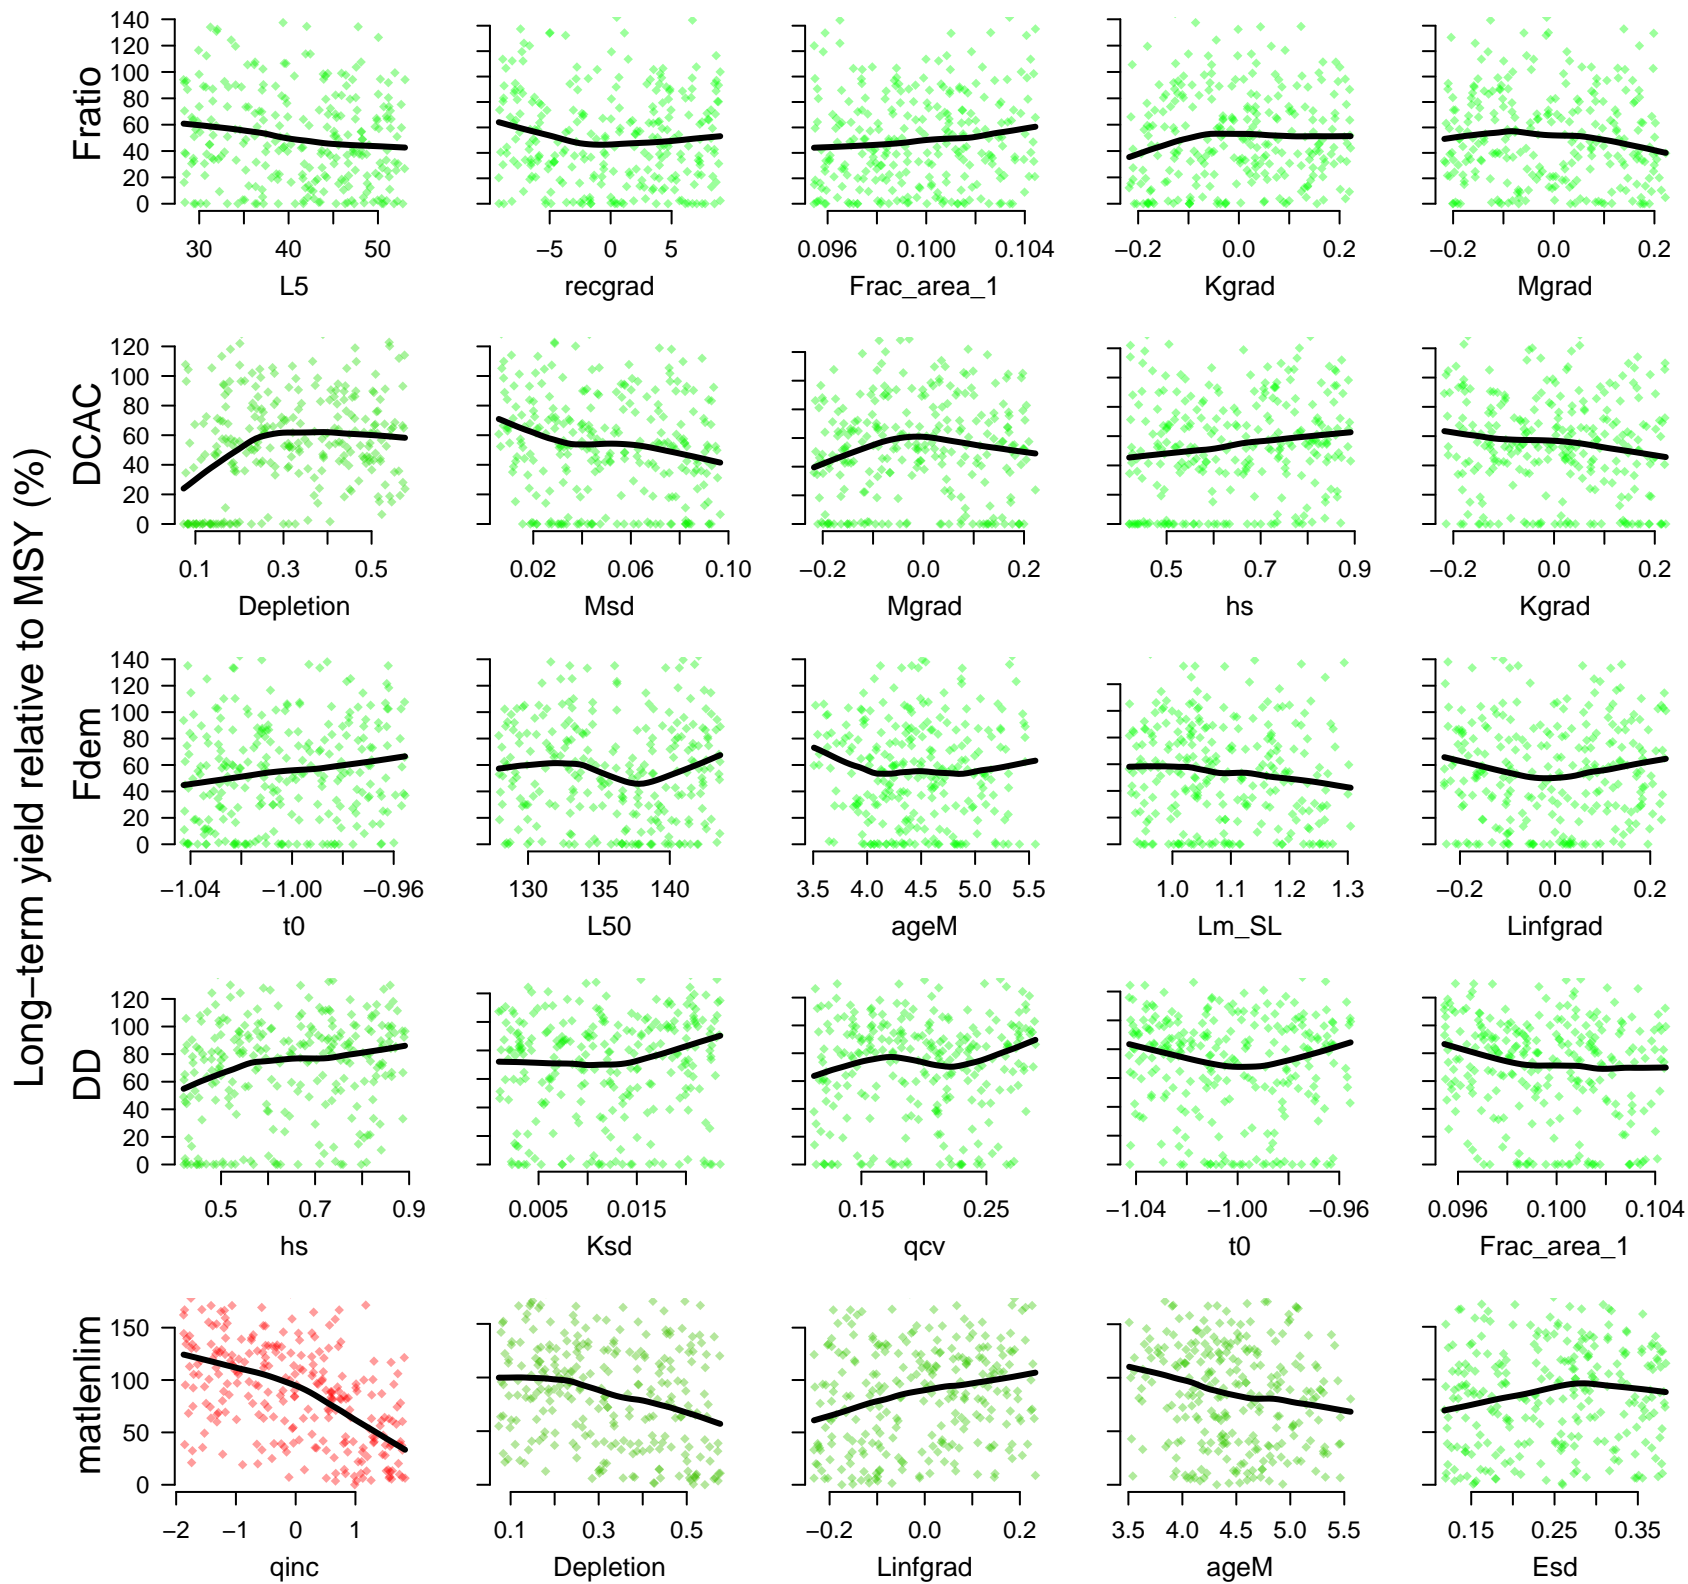 Long−term yield relative to MSY (%)
Fratio
140
120
100
80
60
40
20
0
30 40 50
L5
−5 0 5
recgrad
0.096 0.100 0.104
Frac_area_1
−0.2 0.0 0.2
Kgrad
−0.2 0.0 0.2
Mgrad
DCAC
120
100
80
60
40
20
0
0.1 0.3 0.5
Depletion
0.02 0.06 0.10
Msd
−0.2 0.0 0.2
Mgrad
0.5 0.7 0.9
hs
−0.2 0.0 0.2
Kgrad
Fdem
140
120
100
80
60
40
20
0
−1.04 −1.00 −0.96
t0
130 135 140
L50
3.5 4.0 4.5 5.0 5.5
ageM
1.0 1.1 1.2 1.3
Lm_SL
−0.2 0.0 0.2
Linfgrad
DD
120
100
80
60
40
20
0
0.5 0.7 0.9
hs
0.005 0.015
Ksd
0.15 0.25
qcv
−1.04 −1.00 −0.96
t0
0.096 0.100 0.104
Frac_area_1
matlenlim
150
100
50
0
−2 −1 0 1
qinc
0.1 0.3 0.5
Depletion
−0.2 0.0 0.2
Linfgrad
3.5 4.0 4.5 5.0 5.5
ageM
0.15 0.25 0.35
Esd